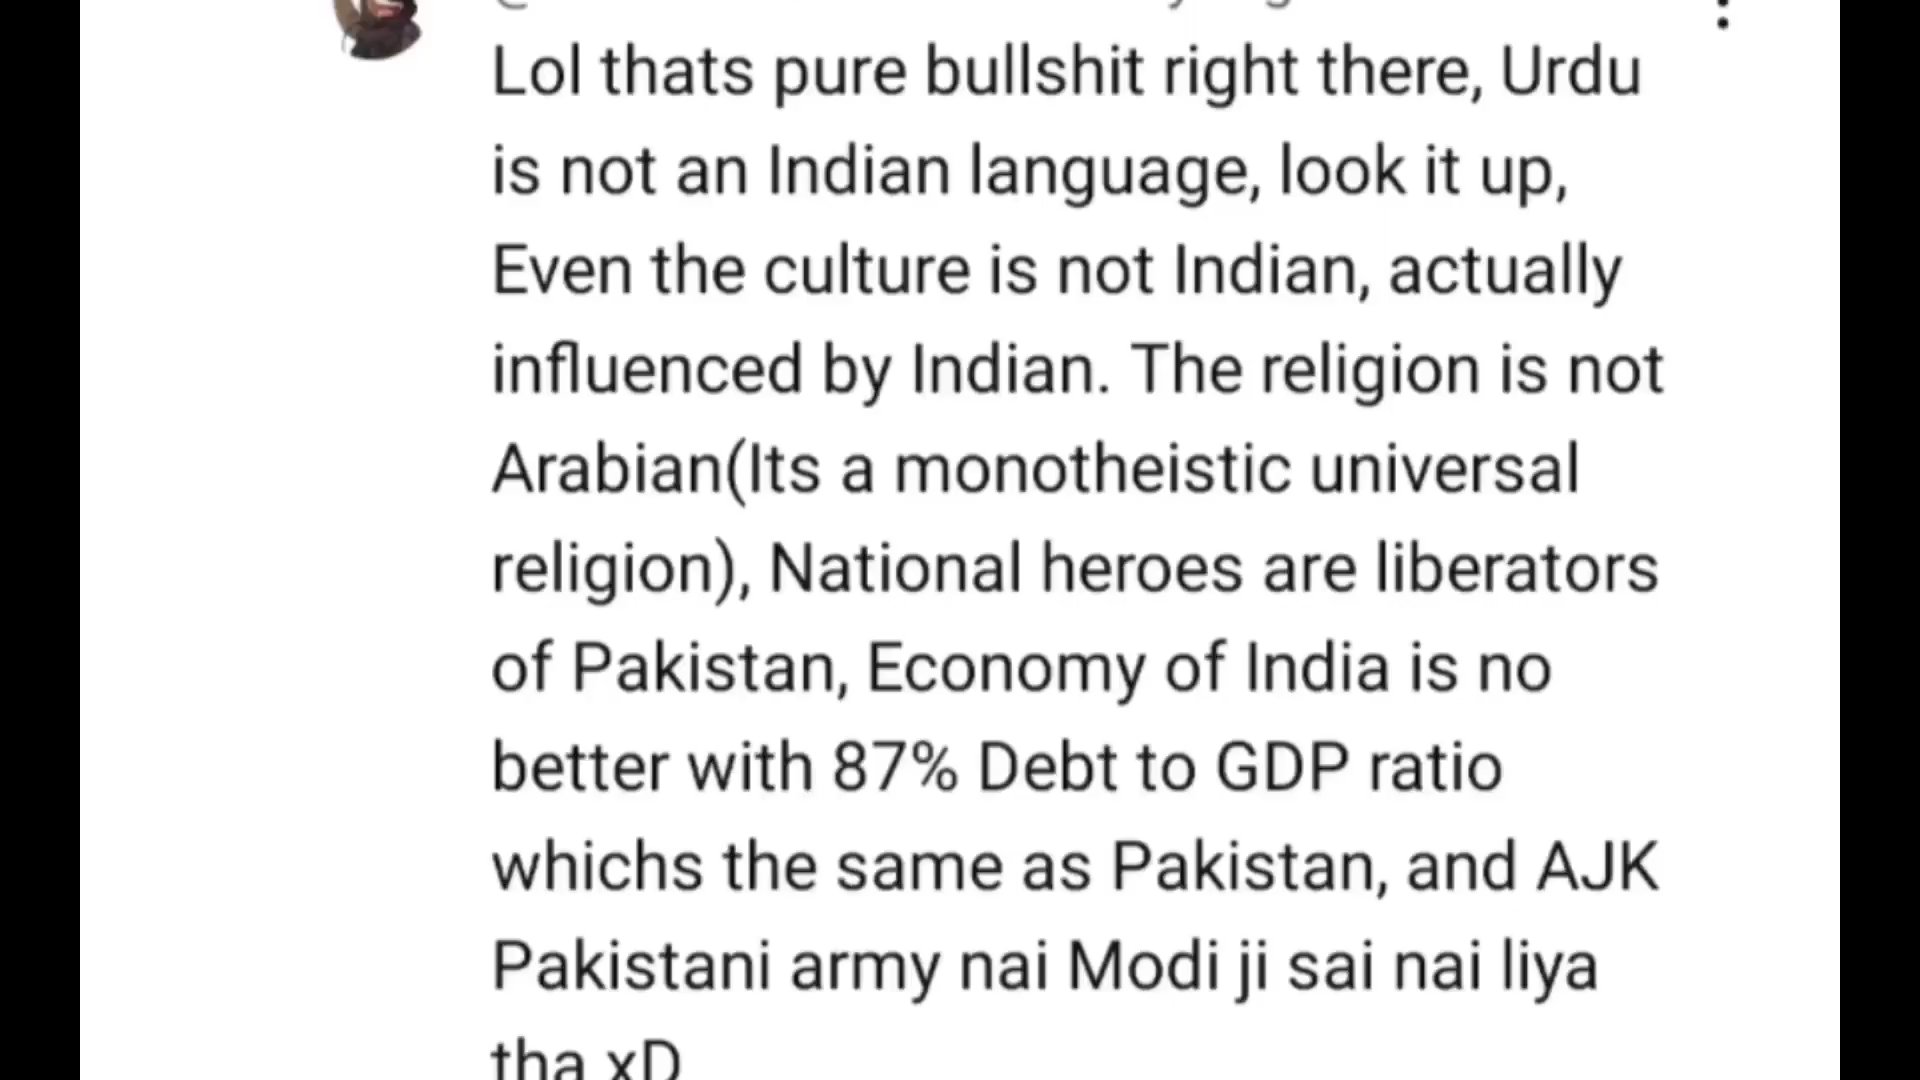 Lol thats pure bullshit right there, Urdu
is not an Indian language, look it up,
Even the culture is not Indian, actually
influenced by Indian. The religion is not
Arabian(Its a monotheistic universal
religion), National heroes are liberators
of Pakistan, Economy of India is no
better with 87% Debt to GDP ratio
whichs the same as Pakistan, and AJK
Pakistani army nai Modi ji sai nai liya
tha xD